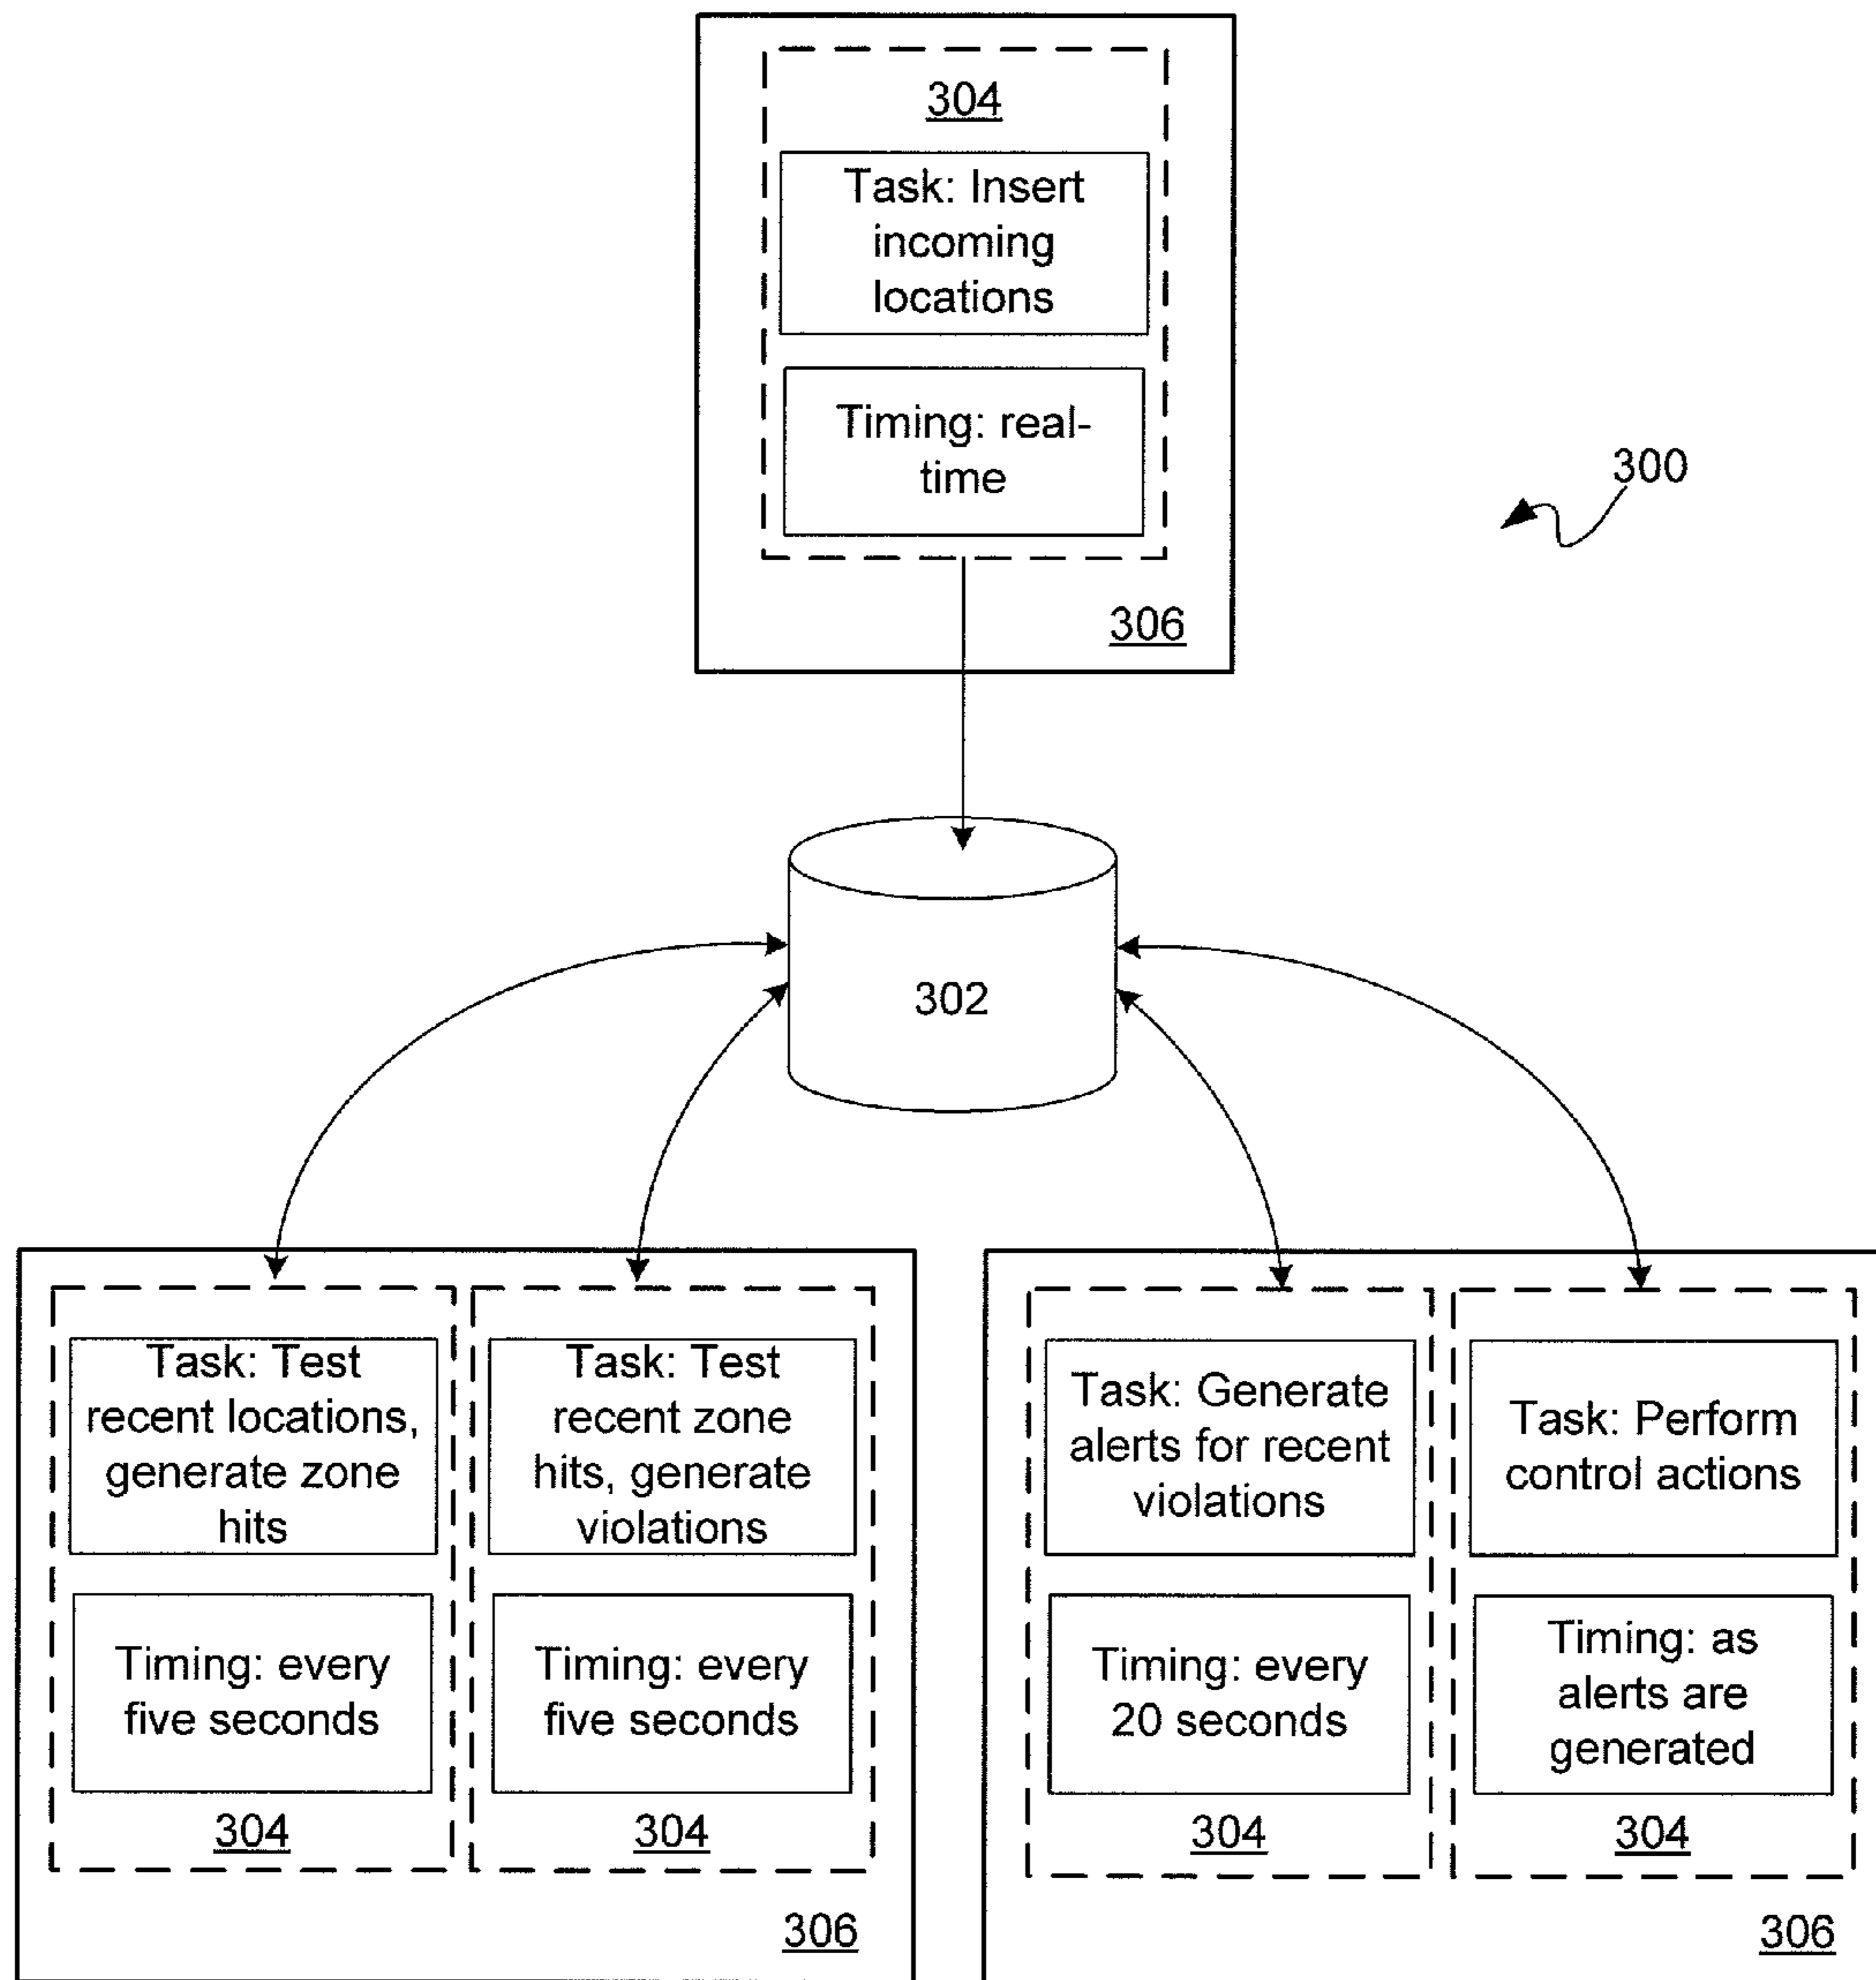 304
Task: Insert
incoming
locations
Timing: real-
time
306
300
302
Task: Test
recent locations,
generate zone
hits
Timing: every
five seconds
304
Task: Test
recent zone
hits, generate
violations
Timing: every
five seconds
304
306
Task: Generate
alerts for recent
violations
Timing: every
20 seconds
304
Task: Perform
control actions
Timing: as
alerts are
generated
304
306